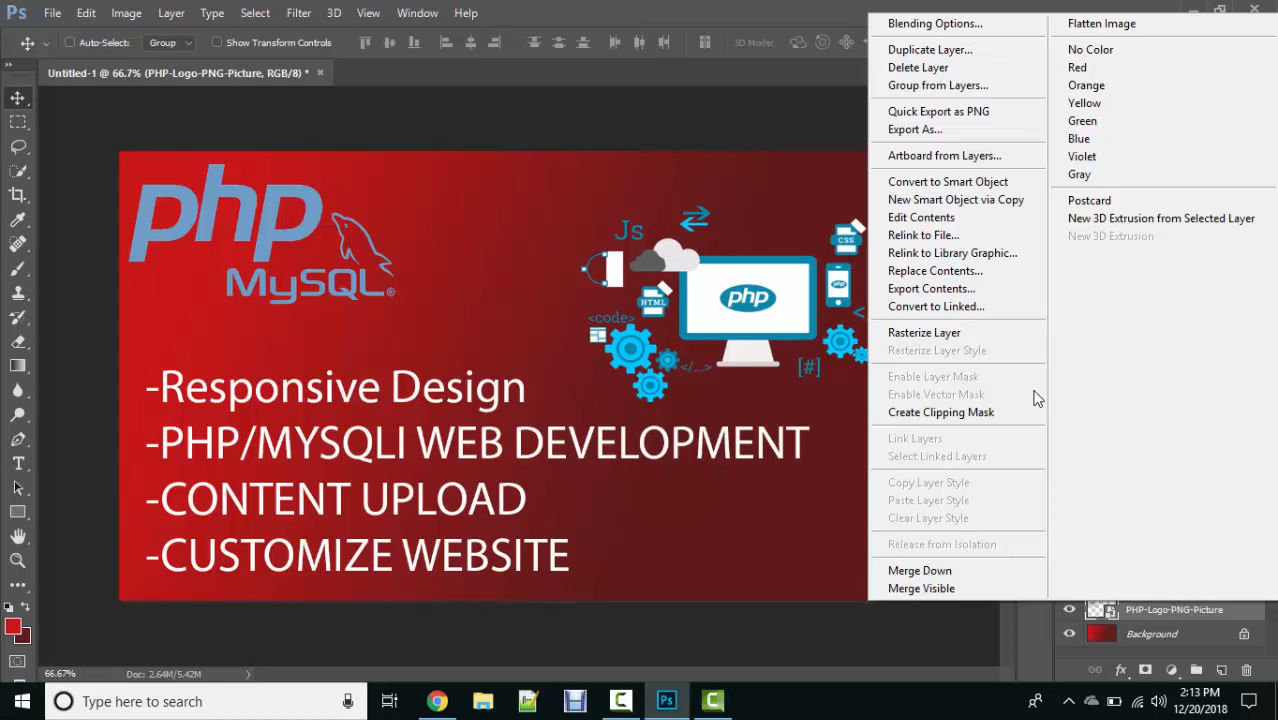 Ps File Edit Image Layer Type Select Filter 3D View Window Help
Auto-Select: Group Show Transform Controls 3D Mode:
Untitled-1 @ 66.7% (PHP-Logo-PNG-Picture, RGB/8) * ×
php
MySQL®
Js
CSS
HTML
php
php
<code>
<
</...>
[#]
-Responsive Design
-PHP/MYSQLI WEB DEVELOPMENT
-CONTENT UPLOAD
-CUSTOMIZE WEBSITE
Blending Options...
Duplicate Layer...
Delete Layer
Group from Layers...
Quick Export as PNG
Export As...
Artboard from Layers...
Convert to Smart Object
New Smart Object via Copy
Edit Contents
Relink to File...
Relink to Library Graphic...
Replace Contents...
Export Contents...
Convert to Linked...
Rasterize Layer
Rasterize Layer Style
Enable Layer Mask
Enable Vector Mask
Create Clipping Mask
Link Layers
Select Linked Layers
Copy Layer Style
Paste Layer Style
Clear Layer Style
Release from Isolation
Merge Down
Merge Visible
Flatten Image
No Color
Red
Orange
Yellow
Green
Blue
Violet
Gray
Postcard
New 3D Extrusion from Selected Layer
New 3D Extrusion
PHP-Logo-PNG-Picture
Background
fx
66.67% Doc: 2.64M/5.42M
Type here to search
Ps
2:13 PM
12/20/2018